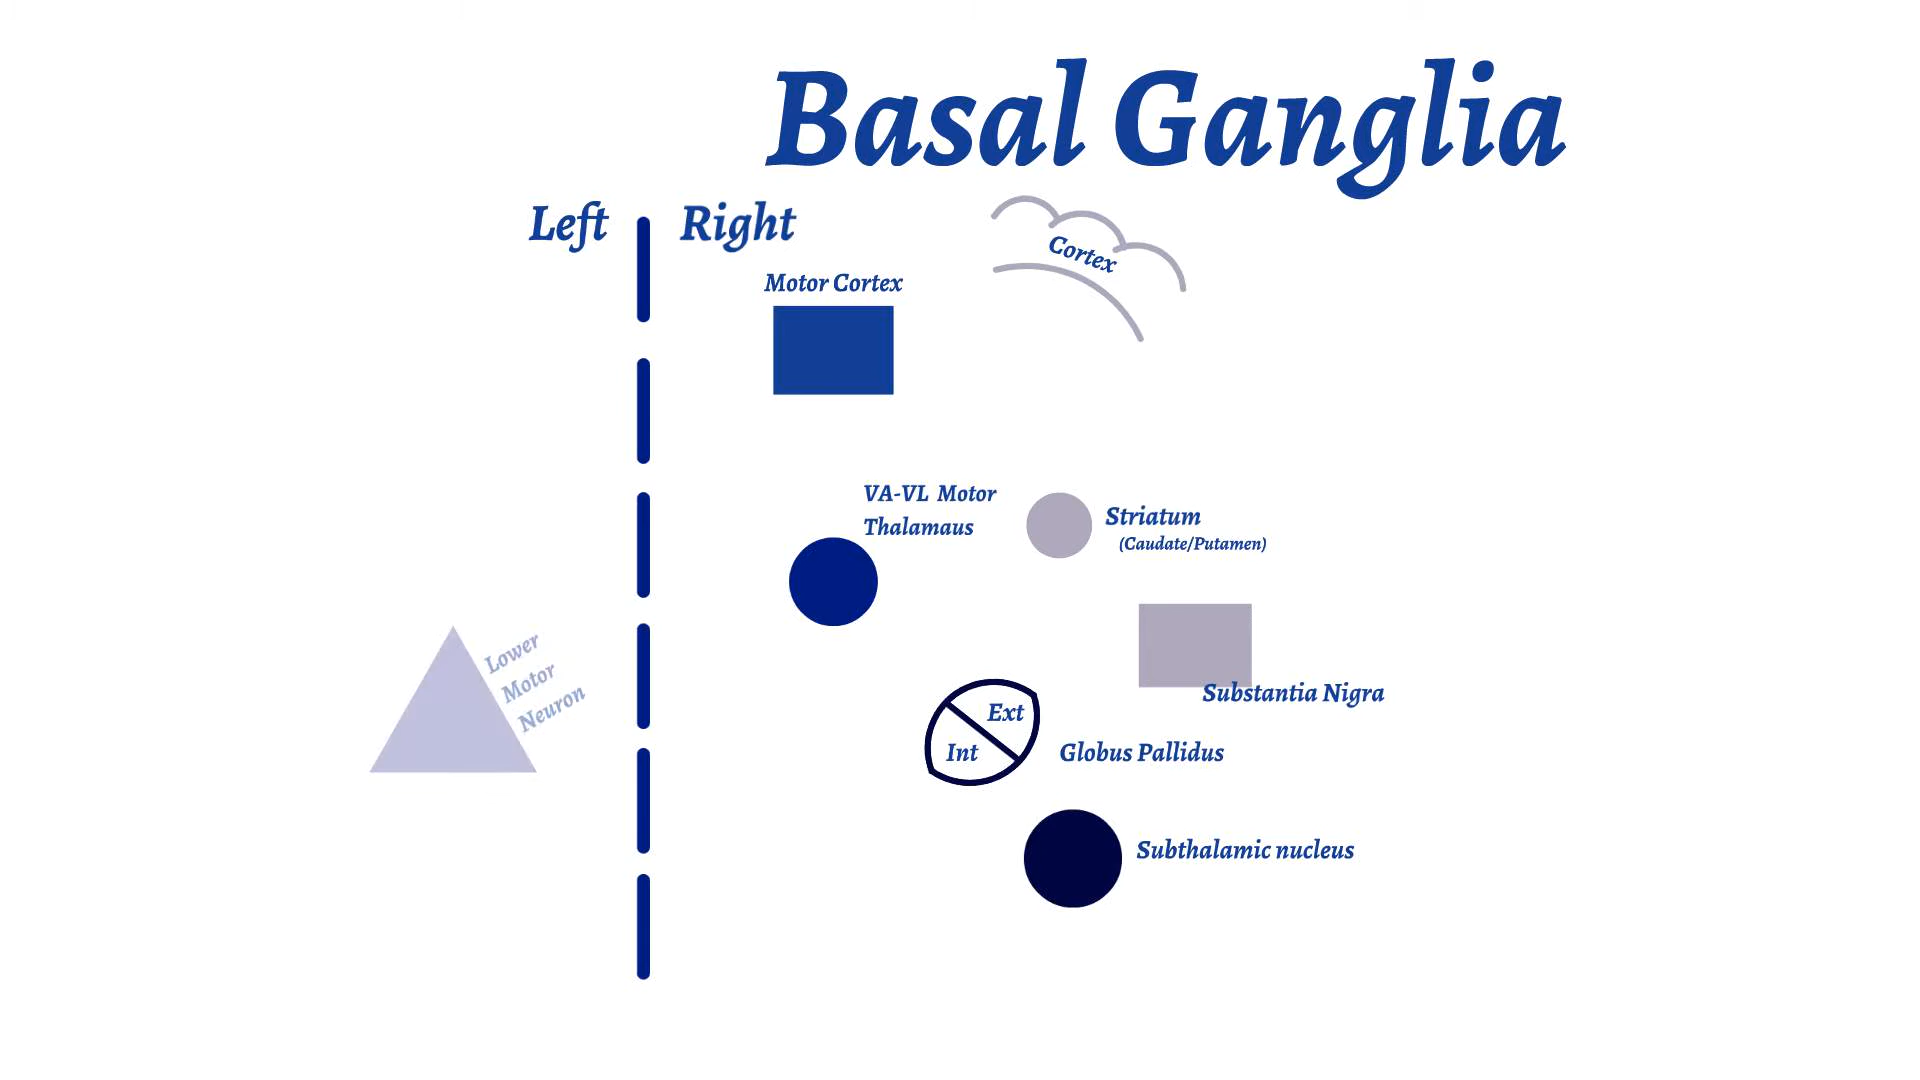 Basal Ganglia
Left
Right
Cortex
Motor Cortex
VA-VL Motor
Thalamaus
Striatum
(Caudate/Putamen)
Lower
Motor
Neuron
Substantia Nigra
Ext
Int
Globus Pallidus
Subthalamic nucleus